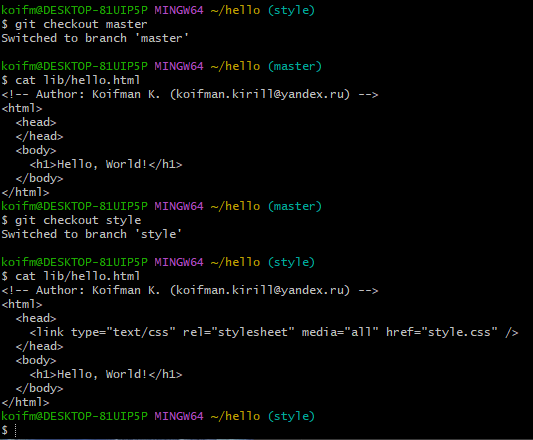 koifm@DESKTOP-81UIP5P MINGW64 ~/hello (style)
$ git checkout master
Switched to branch 'master'

koifm@DESKTOP-81UIP5P MINGW64 ~/hello (master)
$ cat lib/hello.html
<!-- Author: Koifman K. (koifman.kirill@yandex.ru) -->
<html>
  <head>
  </head>
  <body>
    <h1>Hello, World!</h1>
  </body>
</html>
koifm@DESKTOP-81UIP5P MINGW64 ~/hello (master)
$ git checkout style
Switched to branch 'style'

koifm@DESKTOP-81UIP5P MINGW64 ~/hello (style)
$ cat lib/hello.html
<!-- Author: Koifman K. (koifman.kirill@yandex.ru) -->
<html>
  <head>
    <link type="text/css" rel="stylesheet" media="all" href="style.css" />
  </head>
  <body>
    <h1>Hello, World!</h1>
  </body>
</html>
koifm@DESKTOP-81UIP5P MINGW64 ~/hello (style)
$